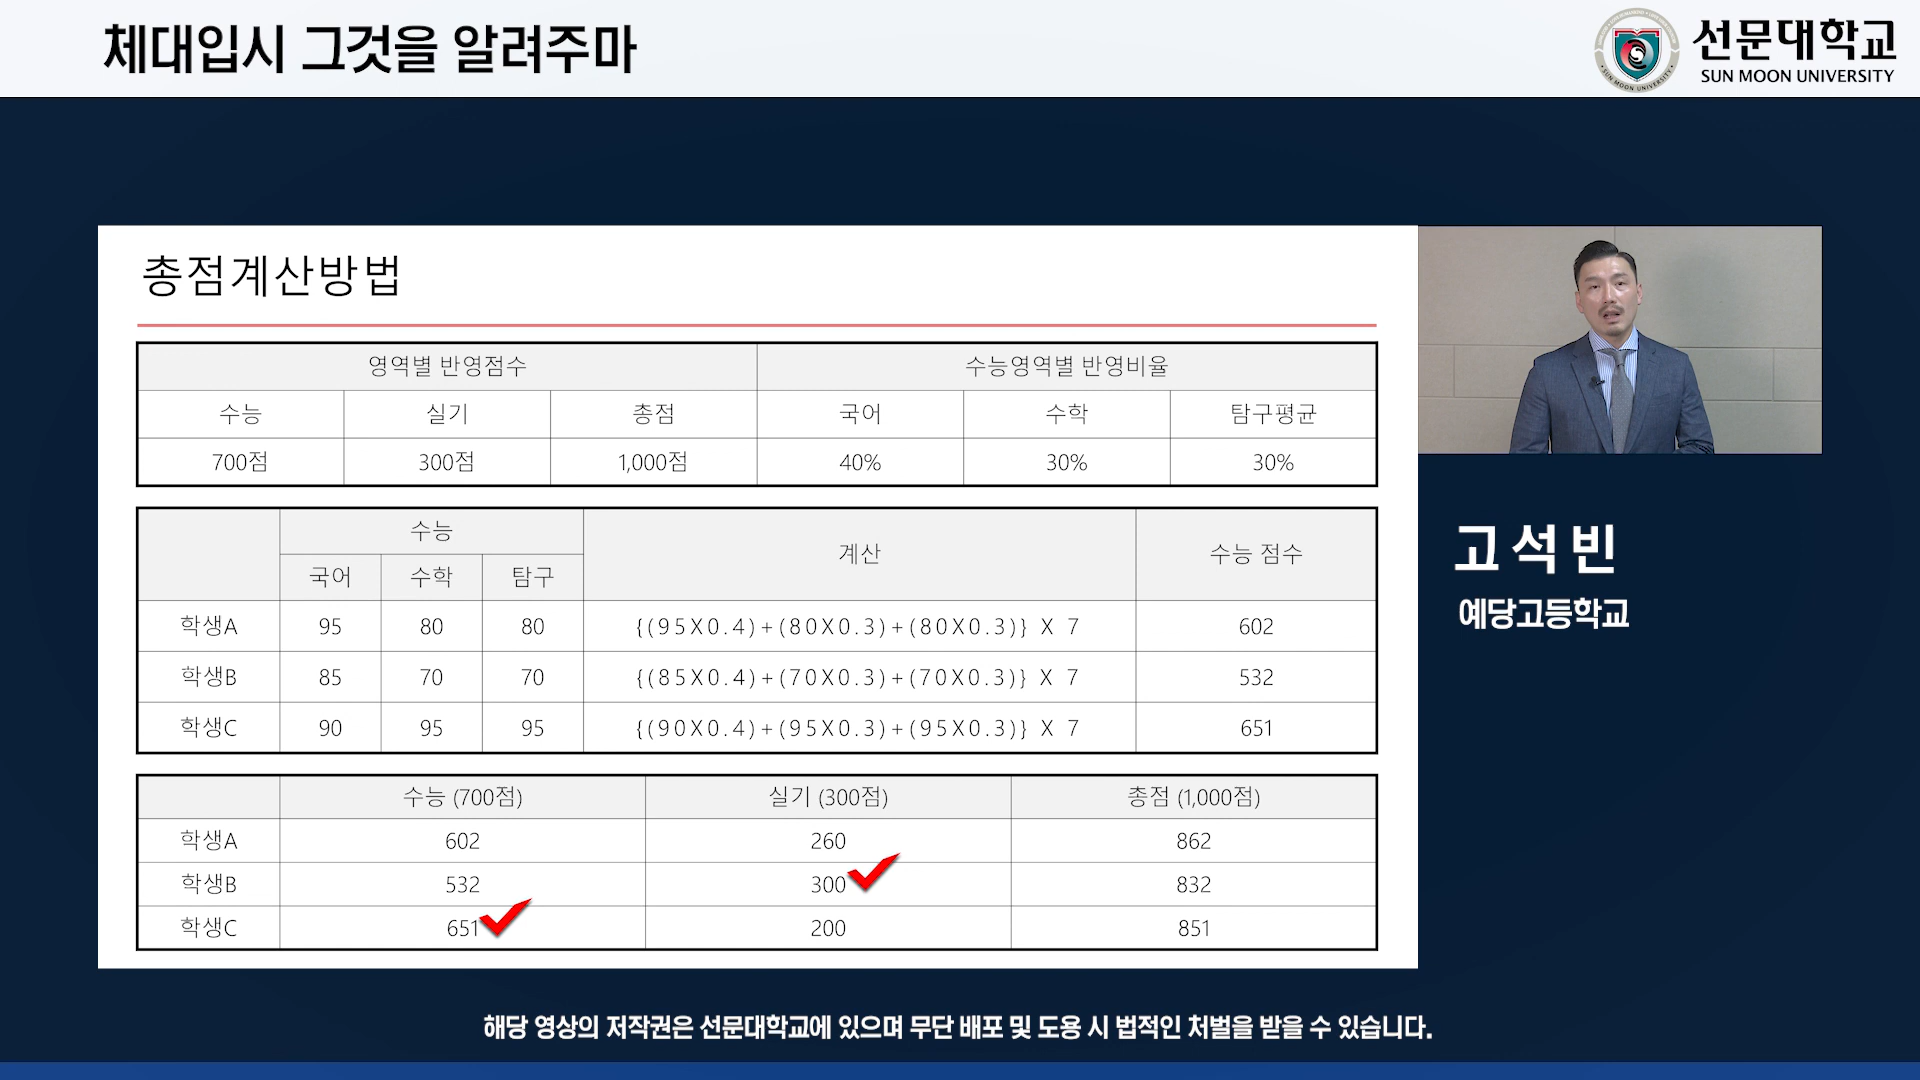 체대입시 그것을 알려주마
선문대학교
SUN MOON UNIVERSITY
총점계산방법
영역별 반영점수 수능영역별 반영비율
수능 실기 총점 국어 수학 탐구평균
700점 300점 1,000점 40% 30% 30%
수능 계산 수능 점수
국어 수학 탐구
학생A 95 80 80 {(95X0.4)+(80X0.3)+(80X0.3)} X 7 602
학생B 85 70 70 {(85X0.4)+(70X0.3)+(70X0.3)} X 7 532
학생C 90 95 95 {(90X0.4)+(95X0.3)+(95X0.3)} X 7 651
수능 (700점) 실기 (300점) 총점 (1,000점)
학생A 602 260 862
학생B 532 300 832
학생C 651 200 851
고석빈
예당고등학교
해당 영상의 저작권은 선문대학교에 있으며 무단 배포 및 도용 시 법적인 처벌을 받을 수 있습니다.